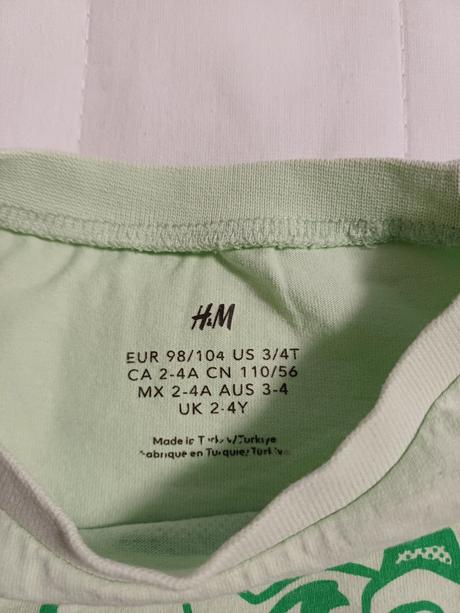 H&M
EUR 98/104 US 3/4T
CA 2-4A CN 110/56
MX 2-4A AUS 3-4
UK 2-4Y
Made in Turkey/Türkiye
Fabriqué en Turquie/Türkiye